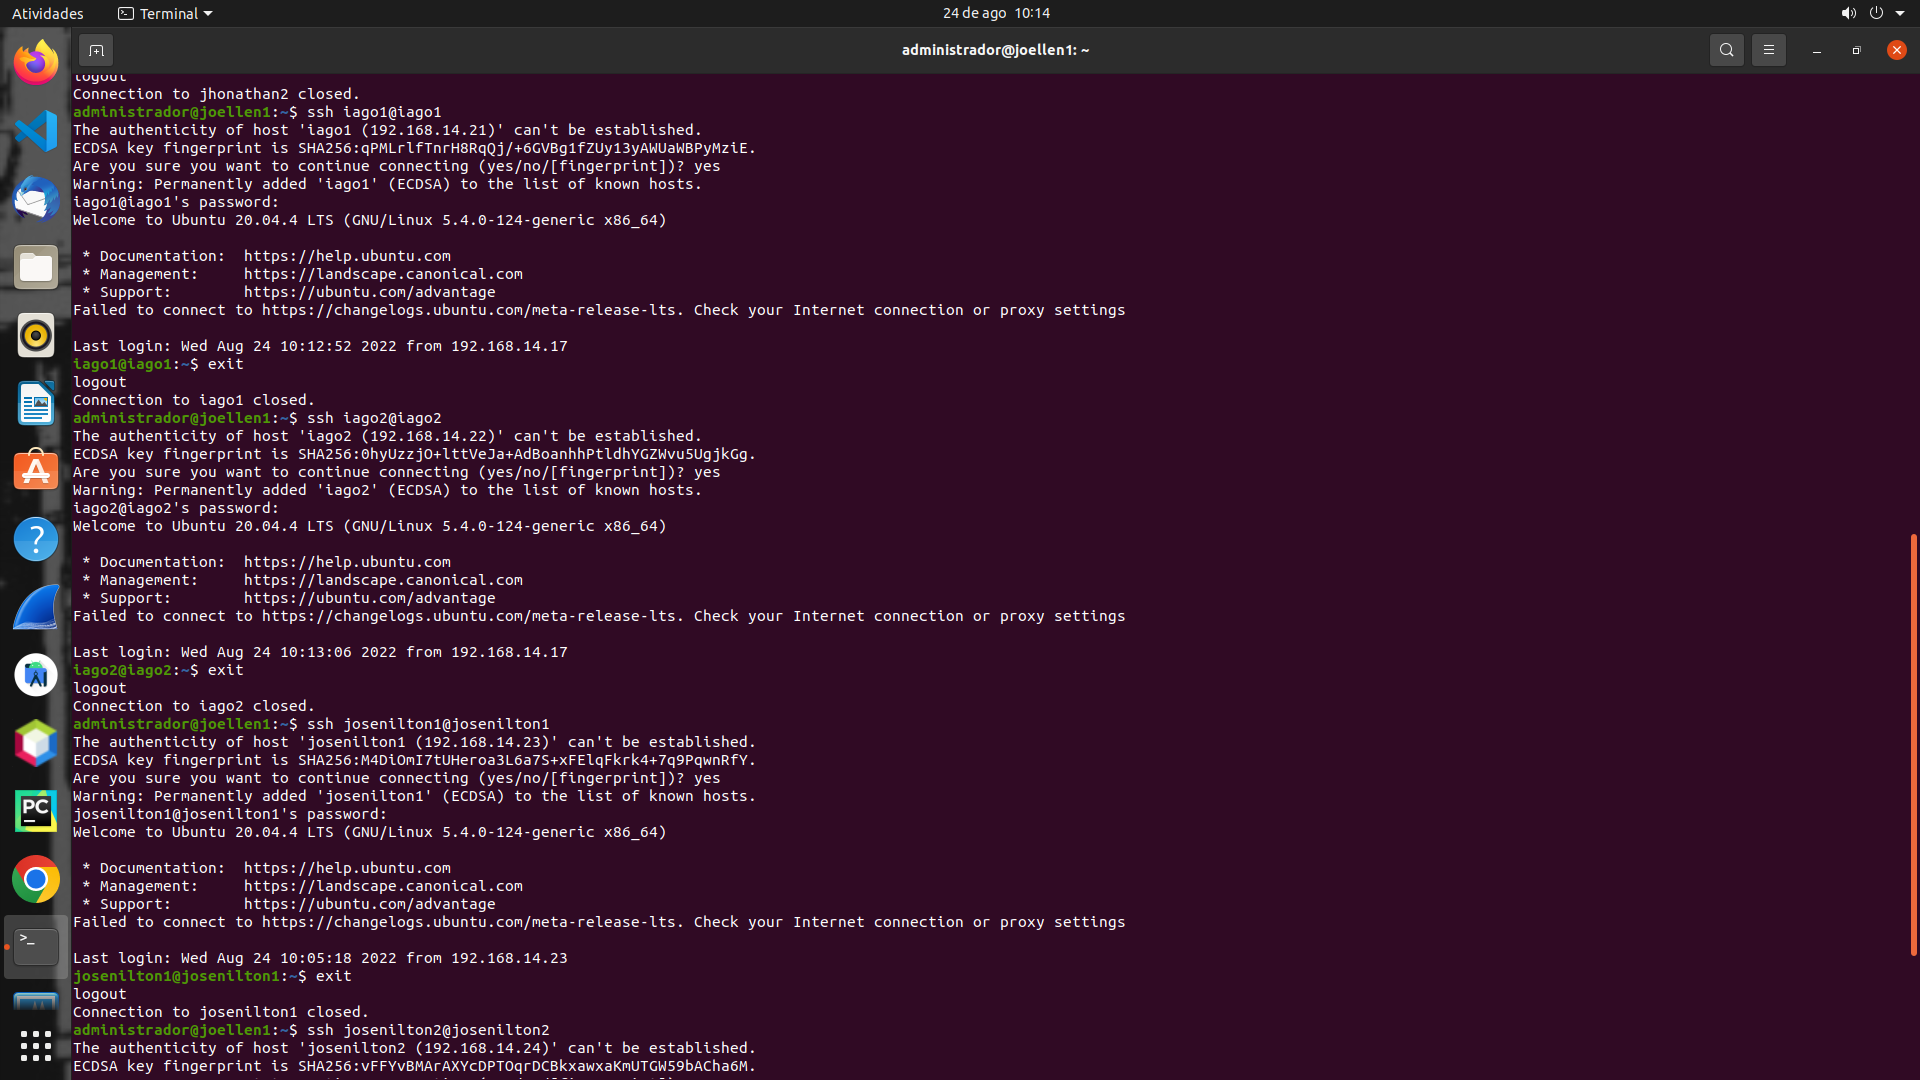 Atividades
Terminal
24 de ago 10:14
administrador@joellen1: ~
logout
Connection to jhonathan2 closed.
administrador@joellen1:~$ ssh iago1@iago1
The authenticity of host 'iago1 (192.168.14.21)' can't be established.
ECDSA key fingerprint is SHA256:qPMLrlfTnrH8RqQj/+6GVBg1fZUy13yAWUaWBPyMziE.
Are you sure you want to continue connecting (yes/no/[fingerprint])? yes
Warning: Permanently added 'iago1' (ECDSA) to the list of known hosts.
iago1@iago1's password:
Welcome to Ubuntu 20.04.4 LTS (GNU/Linux 5.4.0-124-generic x86_64)
* Documentation:  https://help.ubuntu.com
* Management:     https://landscape.canonical.com
* Support:        https://ubuntu.com/advantage
Failed to connect to https://changelogs.ubuntu.com/meta-release-lts. Check your Internet connection or proxy settings
Last login: Wed Aug 24 10:12:52 2022 from 192.168.14.17
iago1@iago1:~$ exit
logout
Connection to iago1 closed.
administrador@joellen1:~$ ssh iago2@iago2
The authenticity of host 'iago2 (192.168.14.22)' can't be established.
ECDSA key fingerprint is SHA256:0hyUzzjO+lttVeJa+AdBoanhhPtldhYGZWvu5UgjkGg.
Are you sure you want to continue connecting (yes/no/[fingerprint])? yes
Warning: Permanently added 'iago2' (ECDSA) to the list of known hosts.
iago2@iago2's password:
Welcome to Ubuntu 20.04.4 LTS (GNU/Linux 5.4.0-124-generic x86_64)
* Documentation:  https://help.ubuntu.com
* Management:     https://landscape.canonical.com
* Support:        https://ubuntu.com/advantage
Failed to connect to https://changelogs.ubuntu.com/meta-release-lts. Check your Internet connection or proxy settings
Last login: Wed Aug 24 10:13:06 2022 from 192.168.14.17
iago2@iago2:~$ exit
logout
Connection to iago2 closed.
administrador@joellen1:~$ ssh josenilton1@josenilton1
The authenticity of host 'josenilton1 (192.168.14.23)' can't be established.
ECDSA key fingerprint is SHA256:M4DiOmI7tUHeroa3L6a7S+xFElqFkrk4+7q9PqwnRfY.
Are you sure you want to continue connecting (yes/no/[fingerprint])? yes
Warning: Permanently added 'josenilton1' (ECDSA) to the list of known hosts.
josenilton1@josenilton1's password:
Welcome to Ubuntu 20.04.4 LTS (GNU/Linux 5.4.0-124-generic x86_64)
* Documentation:  https://help.ubuntu.com
* Management:     https://landscape.canonical.com
* Support:        https://ubuntu.com/advantage
Failed to connect to https://changelogs.ubuntu.com/meta-release-lts. Check your Internet connection or proxy settings
Last login: Wed Aug 24 10:05:18 2022 from 192.168.14.23
josenilton1@josenilton1:~$ exit
logout
Connection to josenilton1 closed.
administrador@joellen1:~$ ssh josenilton2@josenilton2
The authenticity of host 'josenilton2 (192.168.14.24)' can't be established.
ECDSA key fingerprint is SHA256:vFFYvBMArAXYcDPTOqrDCBkxawxaKmUTGW59bACha6M.